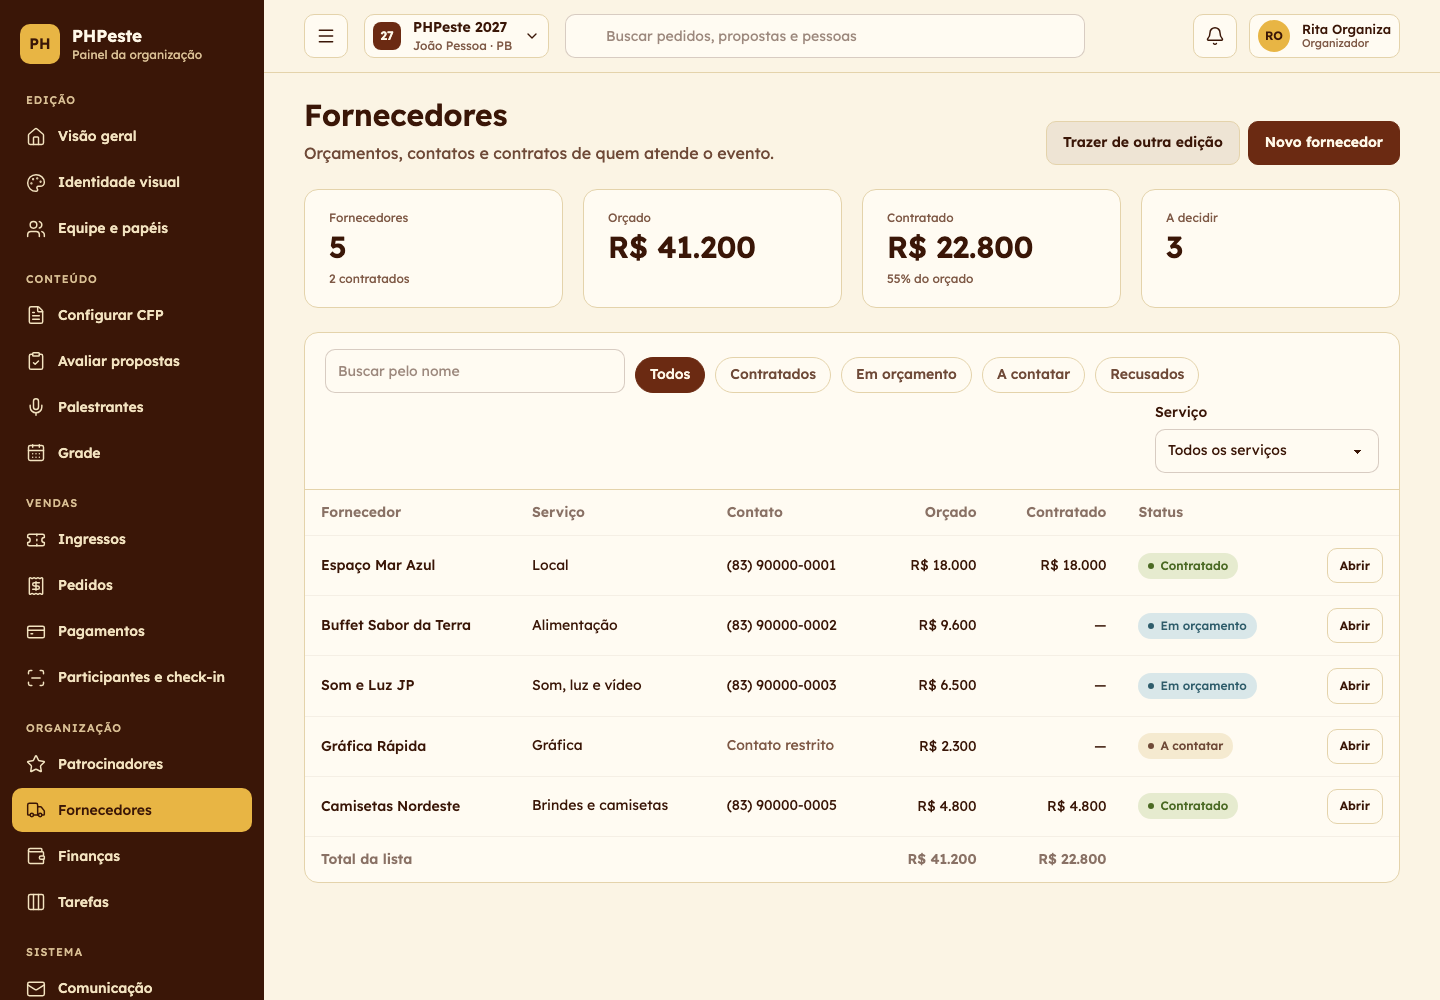 PH
PHPeste
Painel da organização
EDIÇÃO
Visão geral
Identidade visual
Equipe e papéis
CONTEÚDO
Configurar CFP
Avaliar propostas
Palestrantes
Grade
VENDAS
Ingressos
Pedidos
Pagamentos
Participantes e check-in
ORGANIZAÇÃO
Patrocinadores
Fornecedores
Finanças
Tarefas
SISTEMA
Comunicação
27
PHPeste 2027
João Pessoa · PB
Buscar pedidos, propostas e pessoas
RO
Rita Organiza
Organizador
Fornecedores
Orçamentos, contatos e contratos de quem atende o evento.
Trazer de outra edição
Novo fornecedor
Fornecedores
5
2 contratados
Orçado
R$ 41.200
Contratado
R$ 22.800
55% do orçado
A decidir
3
Buscar pelo nome
Todos
Contratados
Em orçamento
A contatar
Recusados
Serviço
Todos os serviços
Fornecedor Serviço Contato Orçado Contratado Status
Espaço Mar Azul Local (83) 90000-0001 R$ 18.000 R$ 18.000 Contratado Abrir
Buffet Sabor da Terra Alimentação (83) 90000-0002 R$ 9.600 — Em orçamento Abrir
Som e Luz JP Som, luz e vídeo (83) 90000-0003 R$ 6.500 — Em orçamento Abrir
Gráfica Rápida Gráfica Contato restrito R$ 2.300 — A contatar Abrir
Camisetas Nordeste Brindes e camisetas (83) 90000-0005 R$ 4.800 R$ 4.800 Contratado Abrir
Total da lista R$ 41.200 R$ 22.800